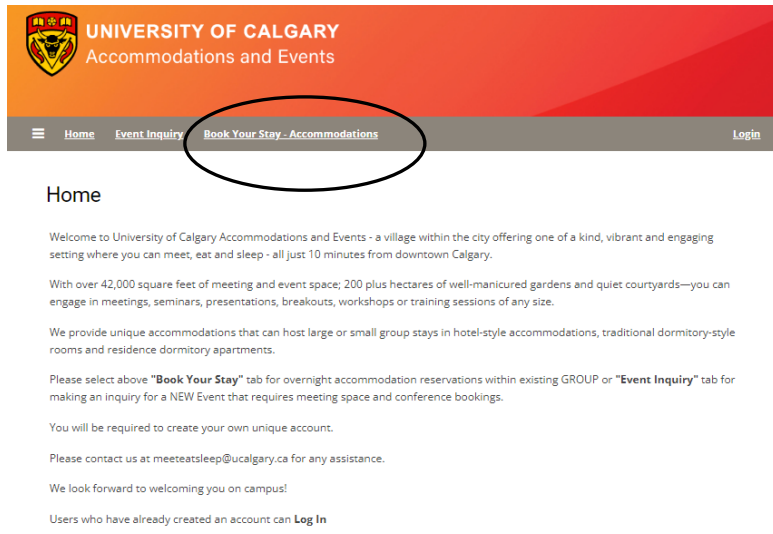 UNIVERSITY OF CALGARY
Accommodations and Events
Home Event Inquiry Book Your Stay - Accommodations Login
Home
Welcome to University of Calgary Accommodations and Events - a village within the city offering one of a kind, vibrant and engaging
setting where you can meet, eat and sleep - all just 10 minutes from downtown Calgary.
With over 42,000 square feet of meeting and event space; 200 plus hectares of well-manicured gardens and quiet courtyards—you can
engage in meetings, seminars, presentations, breakouts, workshops or training sessions of any size.
We provide unique accommodations that can host large or small group stays in hotel-style accommodations, traditional dormitory-style
rooms and residence dormitory apartments.
Please select above "Book Your Stay" tab for overnight accommodation reservations within existing GROUP or "Event Inquiry" tab for
making an inquiry for a NEW Event that requires meeting space and conference bookings.
You will be required to create your own unique account.
Please contact us at meeteatsleep@ucalgary.ca for any assistance.
We look forward to welcoming you on campus!
Users who have already created an account can Log In